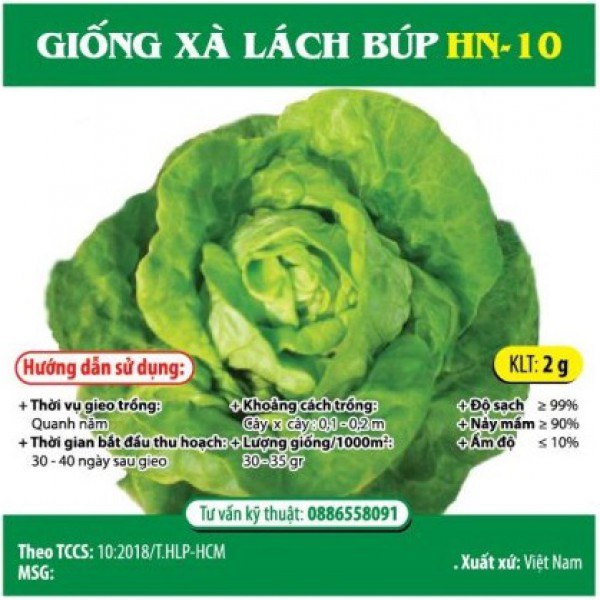 GIỐNG XÀ LÁCH BÚP HN-10
Hướng dẫn sử dụng:
KLT: 2 g
+ Thời vụ gieo trồng:
Quanh năm
+ Thời gian bắt đầu thu hoạch:
30 - 40 ngày sau gieo
+ Khoảng cách trồng:
Cây x cây : 0,1 - 0,2 m
+ Lượng giống/1000m²:
30 - 35 gr
+ Độ sạch ≥ 99%
+ Nảy mầm ≥ 90%
+ Ẩm độ ≤ 10%
Tư vấn kỹ thuật: 0886558091
Theo TCCS: 10:2018/T.HLP-HCM
MSG:
. Xuất xứ: Việt Nam